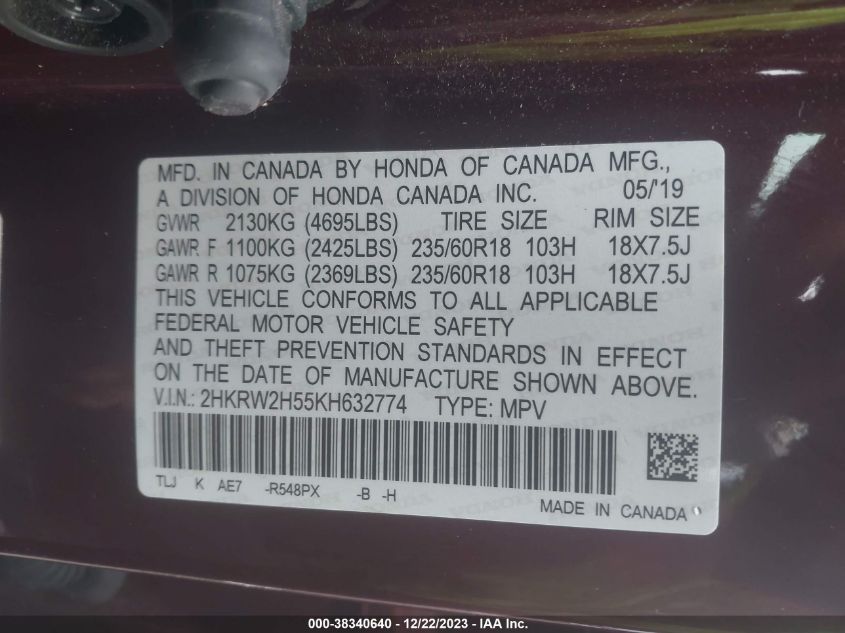 MFD. IN CANADA BY HONDA OF CANADA MFG.,
A DIVISION OF HONDA CANADA INC. 05/'19
GVWR 2130KG (4695LBS) TIRE SIZE RIM SIZE
GAWR F 1100KG (2425LBS) 235/60R18 103H 18X7.5J
GAWR R 1075KG (2369LBS) 235/60R18 103H 18X7.5J
THIS VEHICLE CONFORMS TO ALL APPLICABLE
FEDERAL MOTOR VEHICLE SAFETY
AND THEFT PREVENTION STANDARDS IN EFFECT
ON THE DATE OF MANUFACTURE SHOWN ABOVE.
V.I.N.: 2HKRW2H55KH632774 TYPE: MPV
TLJ K AE7 -R548PX -B -H
MADE IN CANADA
000-38340640 - 12/22/2023 - IAA Inc.